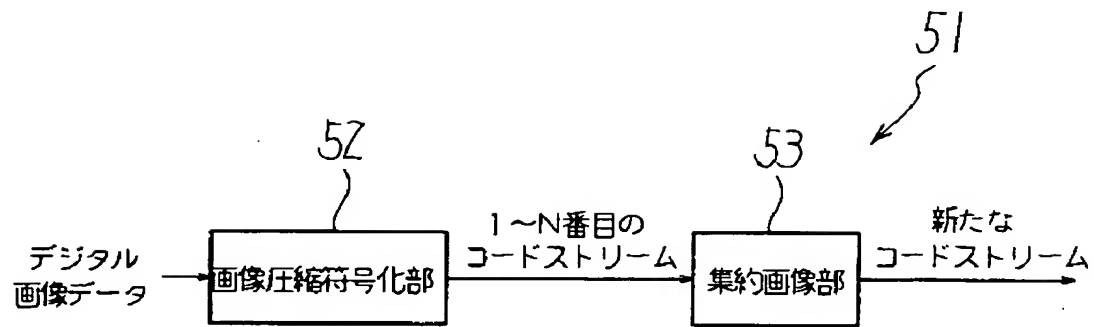 51
52
53
デジタル
画像データ
画像圧縮符号化部
1～N番目の
コードストリーム
集約画像部
新たな
コードストリーム